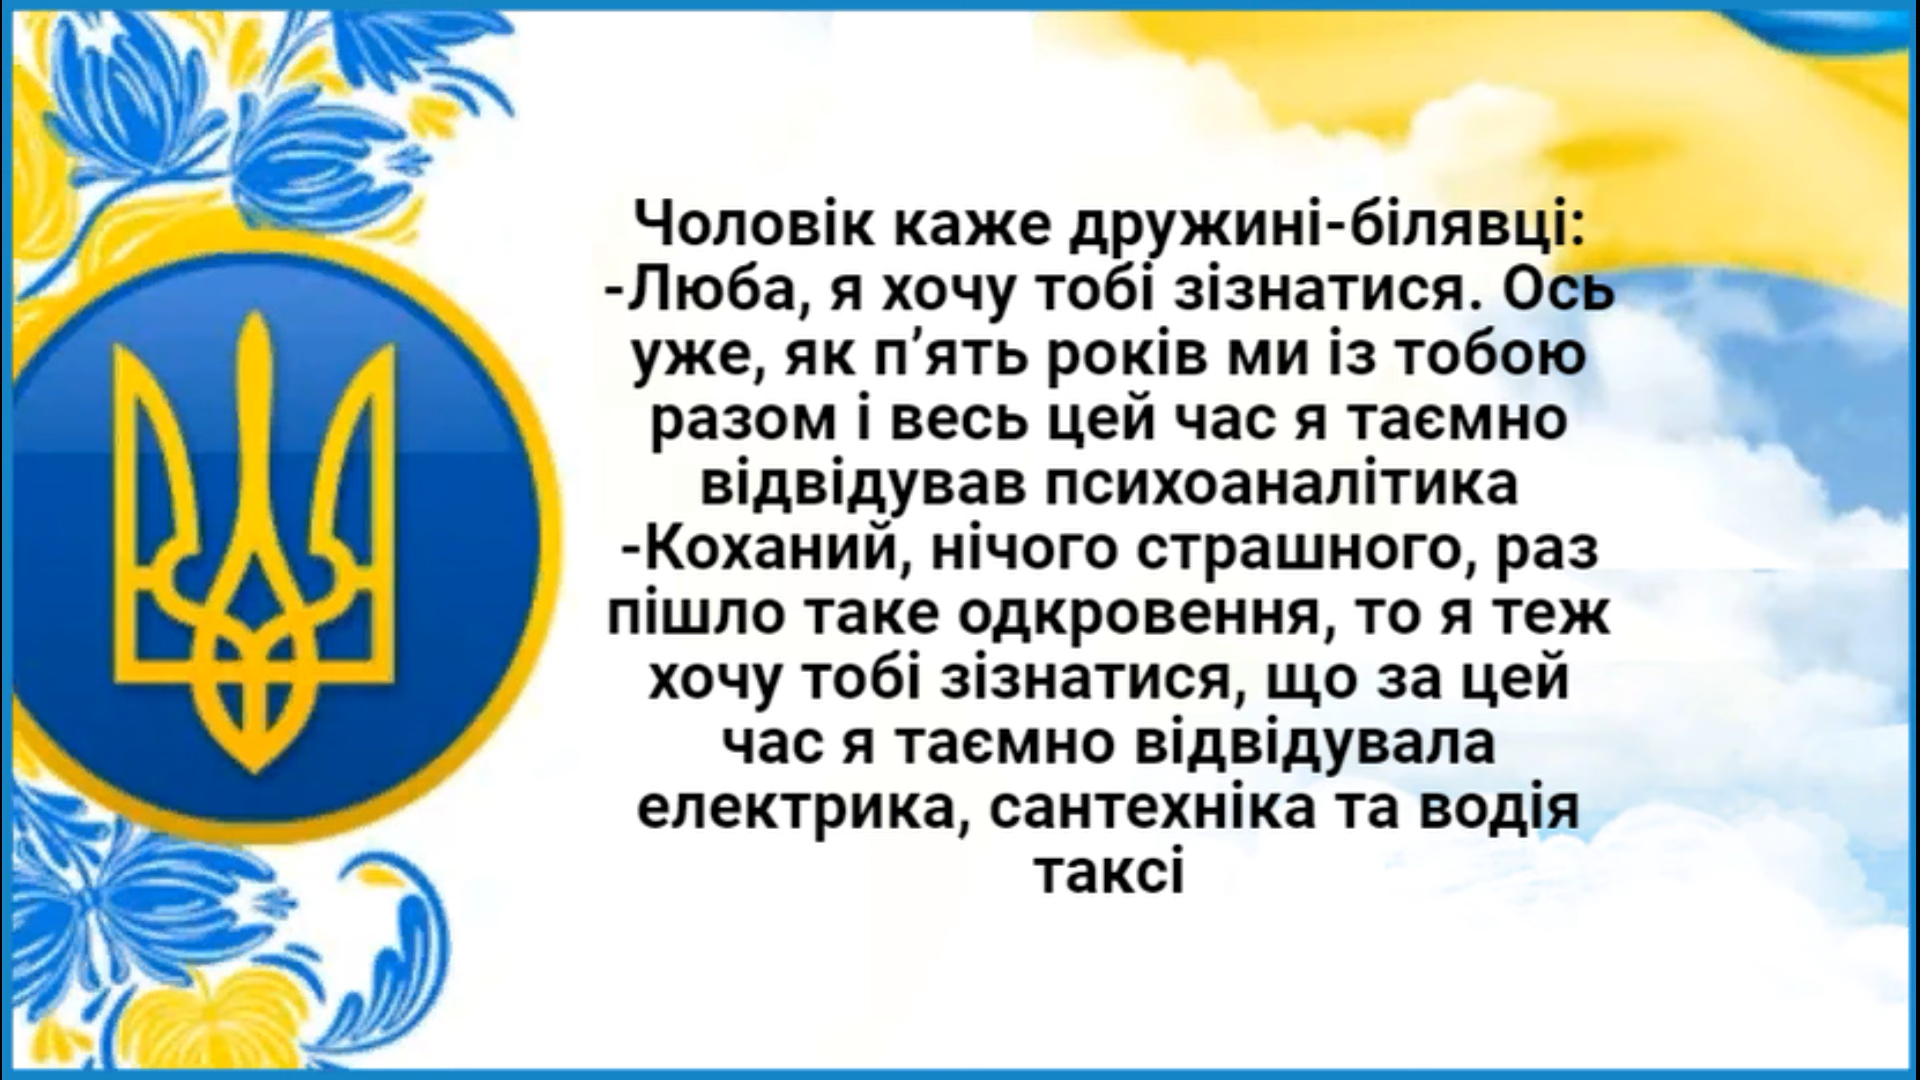 Чоловік каже дружині-білявці:
-Люба, я хочу тобі зізнатися. Ось
уже, як п’ять років ми із тобою
разом і весь цей час я таємно
відвідував психоаналітика
-Коханий, нічого страшного, раз
пішло таке одкровення, то я теж
хочу тобі зізнатися, що за цей
час я таємно відвідувала
електрика, сантехніка та водія
таксі